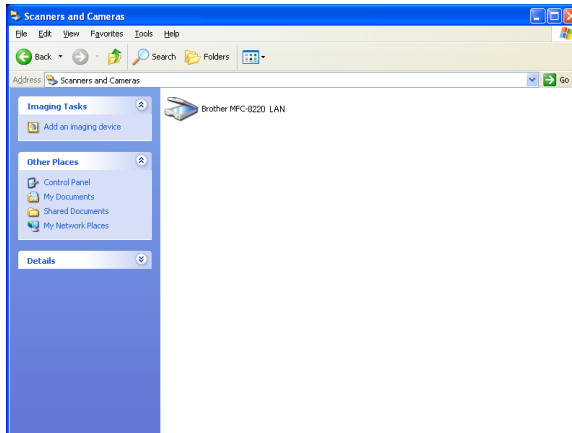 Scanners and Cameras
File Edit View Favorites Tools Help
Back Search Folders
Address Scanners and Cameras Go
Imaging Tasks
Add an imaging device
Other Places
Control Panel
My Documents
Shared Documents
My Network Places
Details
Brother MFC-8220 LAN